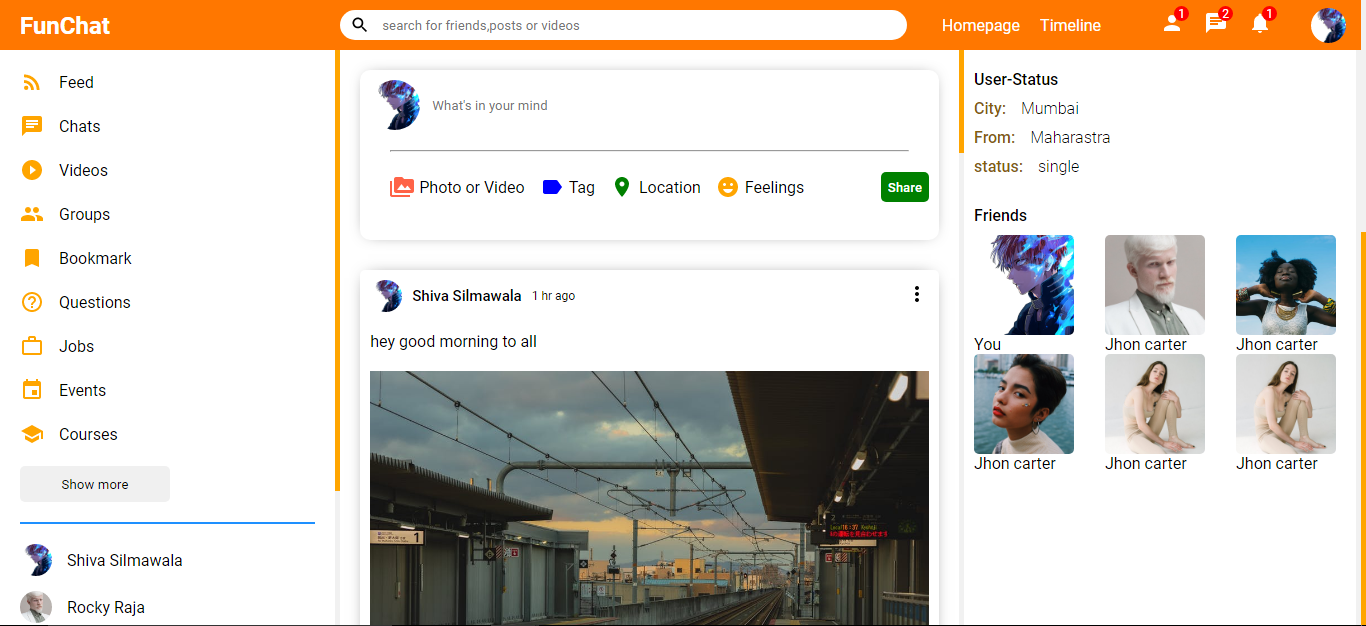 FunChat
search for friends,posts or videos
Homepage
Timeline
1
2
1
Feed
Chats
Videos
Groups
Bookmark
Questions
Jobs
Events
Courses
Show more
Shiva Silmawala
Rocky Raja
What's in your mind
Photo or Video
Tag
Location
Feelings
Share
Shiva Silmawala 1 hr ago
hey good morning to all
1
User-Status
City: Mumbai
From: Maharastra
status: single
Friends
You
Jhon carter
Jhon carter
Jhon carter
Jhon carter
Jhon carter